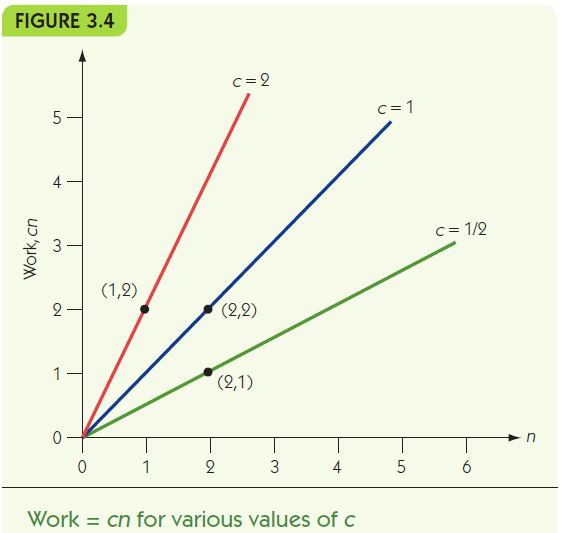 FIGURE 3.4
c = 2
c = 1
5
4
c = 1/2
Work, cn
3
(1,2)
2
(2,2)
1
(2,1)
0
n
0 1 2 3 4 5 6
Work = cn for various values of c